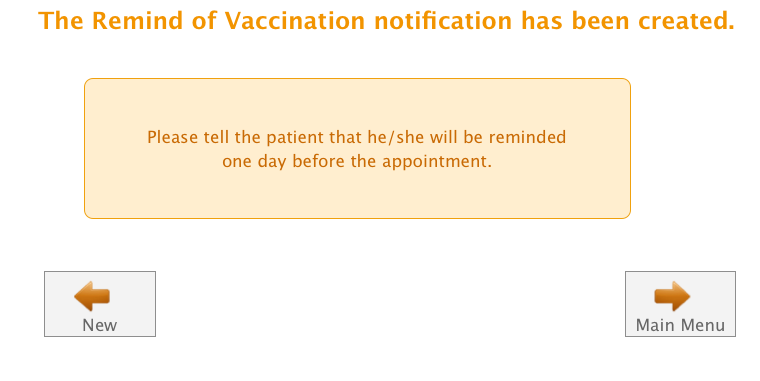 The Remind of Vaccination notification has been created.
Please tell the patient that he/she will be reminded
one day before the appointment.
New
Main Menu